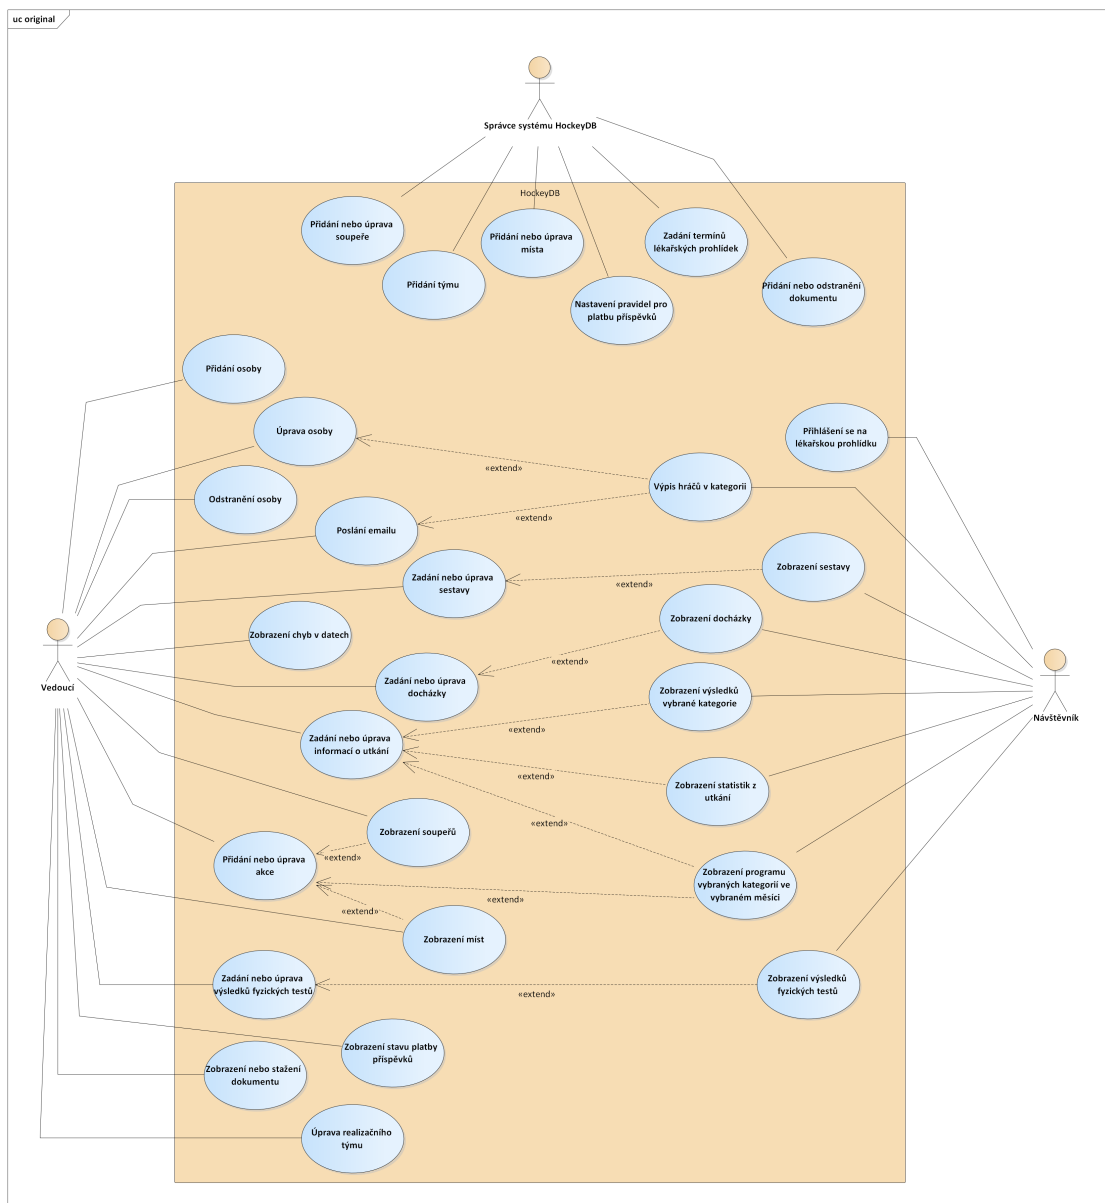 uc original
Správce systému HockeyDB
HockeyDB
Přidání nebo úprava
soupeře
Přidání týmu
Přidání nebo úprava
místa
Nastavení pravidel pro
platbu příspěvků
Zadání termínů
lékařských prohlídek
Přidání nebo odstranění
dokumentu
Přidání osoby
Úprava osoby
Přihlášení se na
lékařskou prohlídku
«extend»
Výpis hráčů v kategorii
Odstranění osoby
Poslání emailu
«extend»
Zadání nebo úprava
sestavy
«extend»
Zobrazení sestavy
Zobrazení chyb v datech
Zobrazení docházky
«extend»
Vedoucí
Zadání nebo úprava
docházky
Zobrazení výsledků
vybrané kategorie
Návštěvník
«extend»
Zadání nebo úprava
informací o utkání
«extend»
Zobrazení statistik z
utkání
«extend»
Zobrazení soupeřů
«extend»
Přidání nebo úprava
akce
Zobrazení programu
vybraných kategorií ve
vybraném měsíci
«extend»
«extend»
Zobrazení míst
Zadání nebo úprava
výsledků fyzických testů
«extend»
Zobrazení výsledků
fyzických testů
Zobrazení stavu platby
příspěvků
Zobrazení nebo stažení
dokumentu
Úprava realizačního
týmu